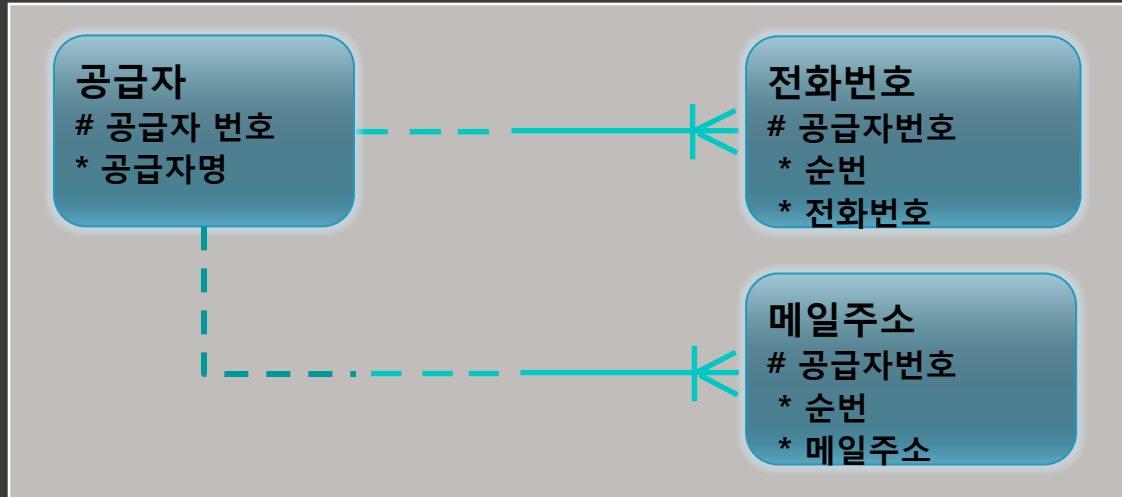 공급자
# 공급자 번호
* 공급자명
전화번호
# 공급자번호
* 순번
* 전화번호
메일주소
# 공급자번호
* 순번
* 메일주소